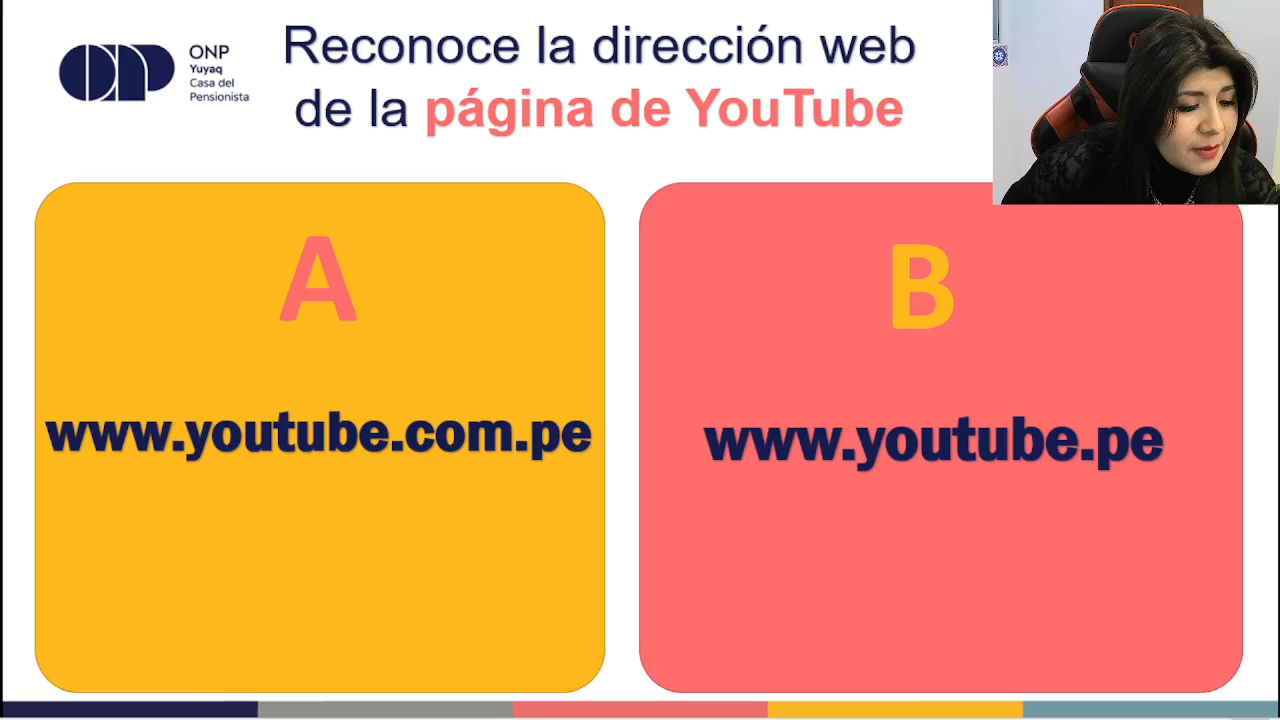 ONP
Yuyaq
Casa del
Pensionista
Reconoce la dirección web
de la página de YouTube
A
www.youtube.com.pe
B
www.youtube.pe